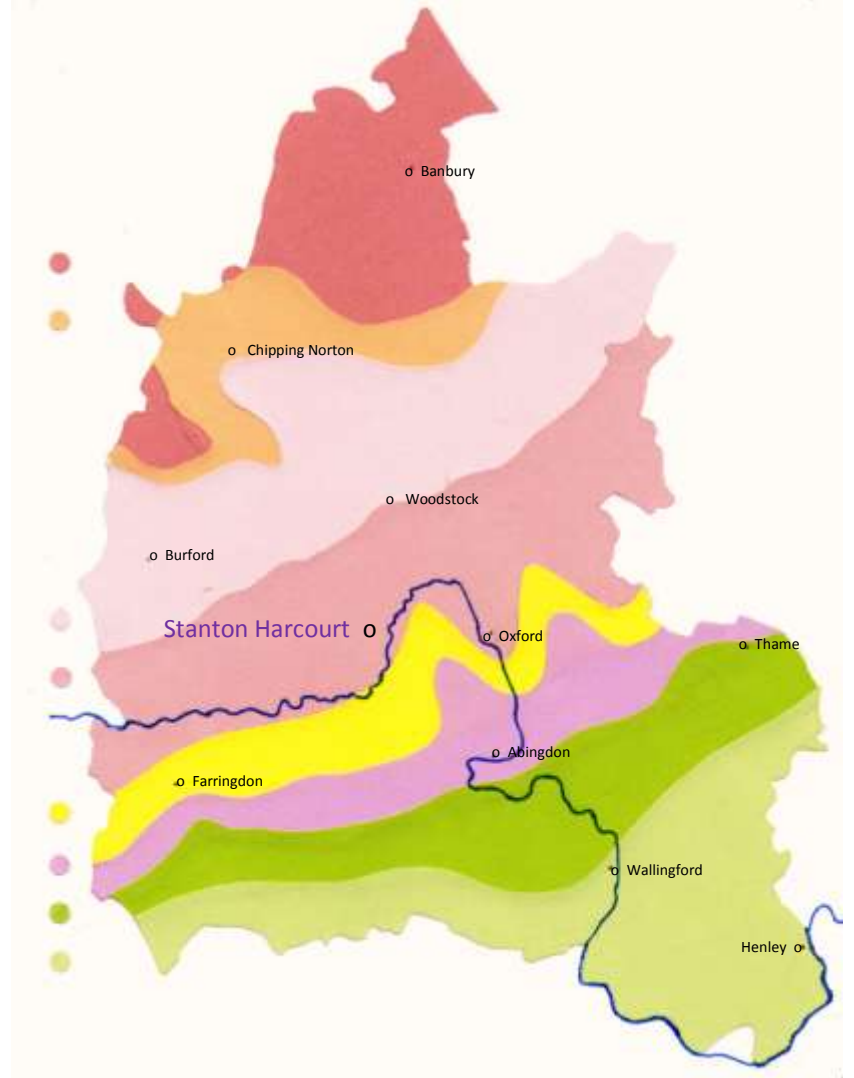 Banbury
Chipping Norton
Woodstock
Burford
Stanton Harcourt
Oxford
Thame
Abingdon
Farringdon
Wallingford
Henley